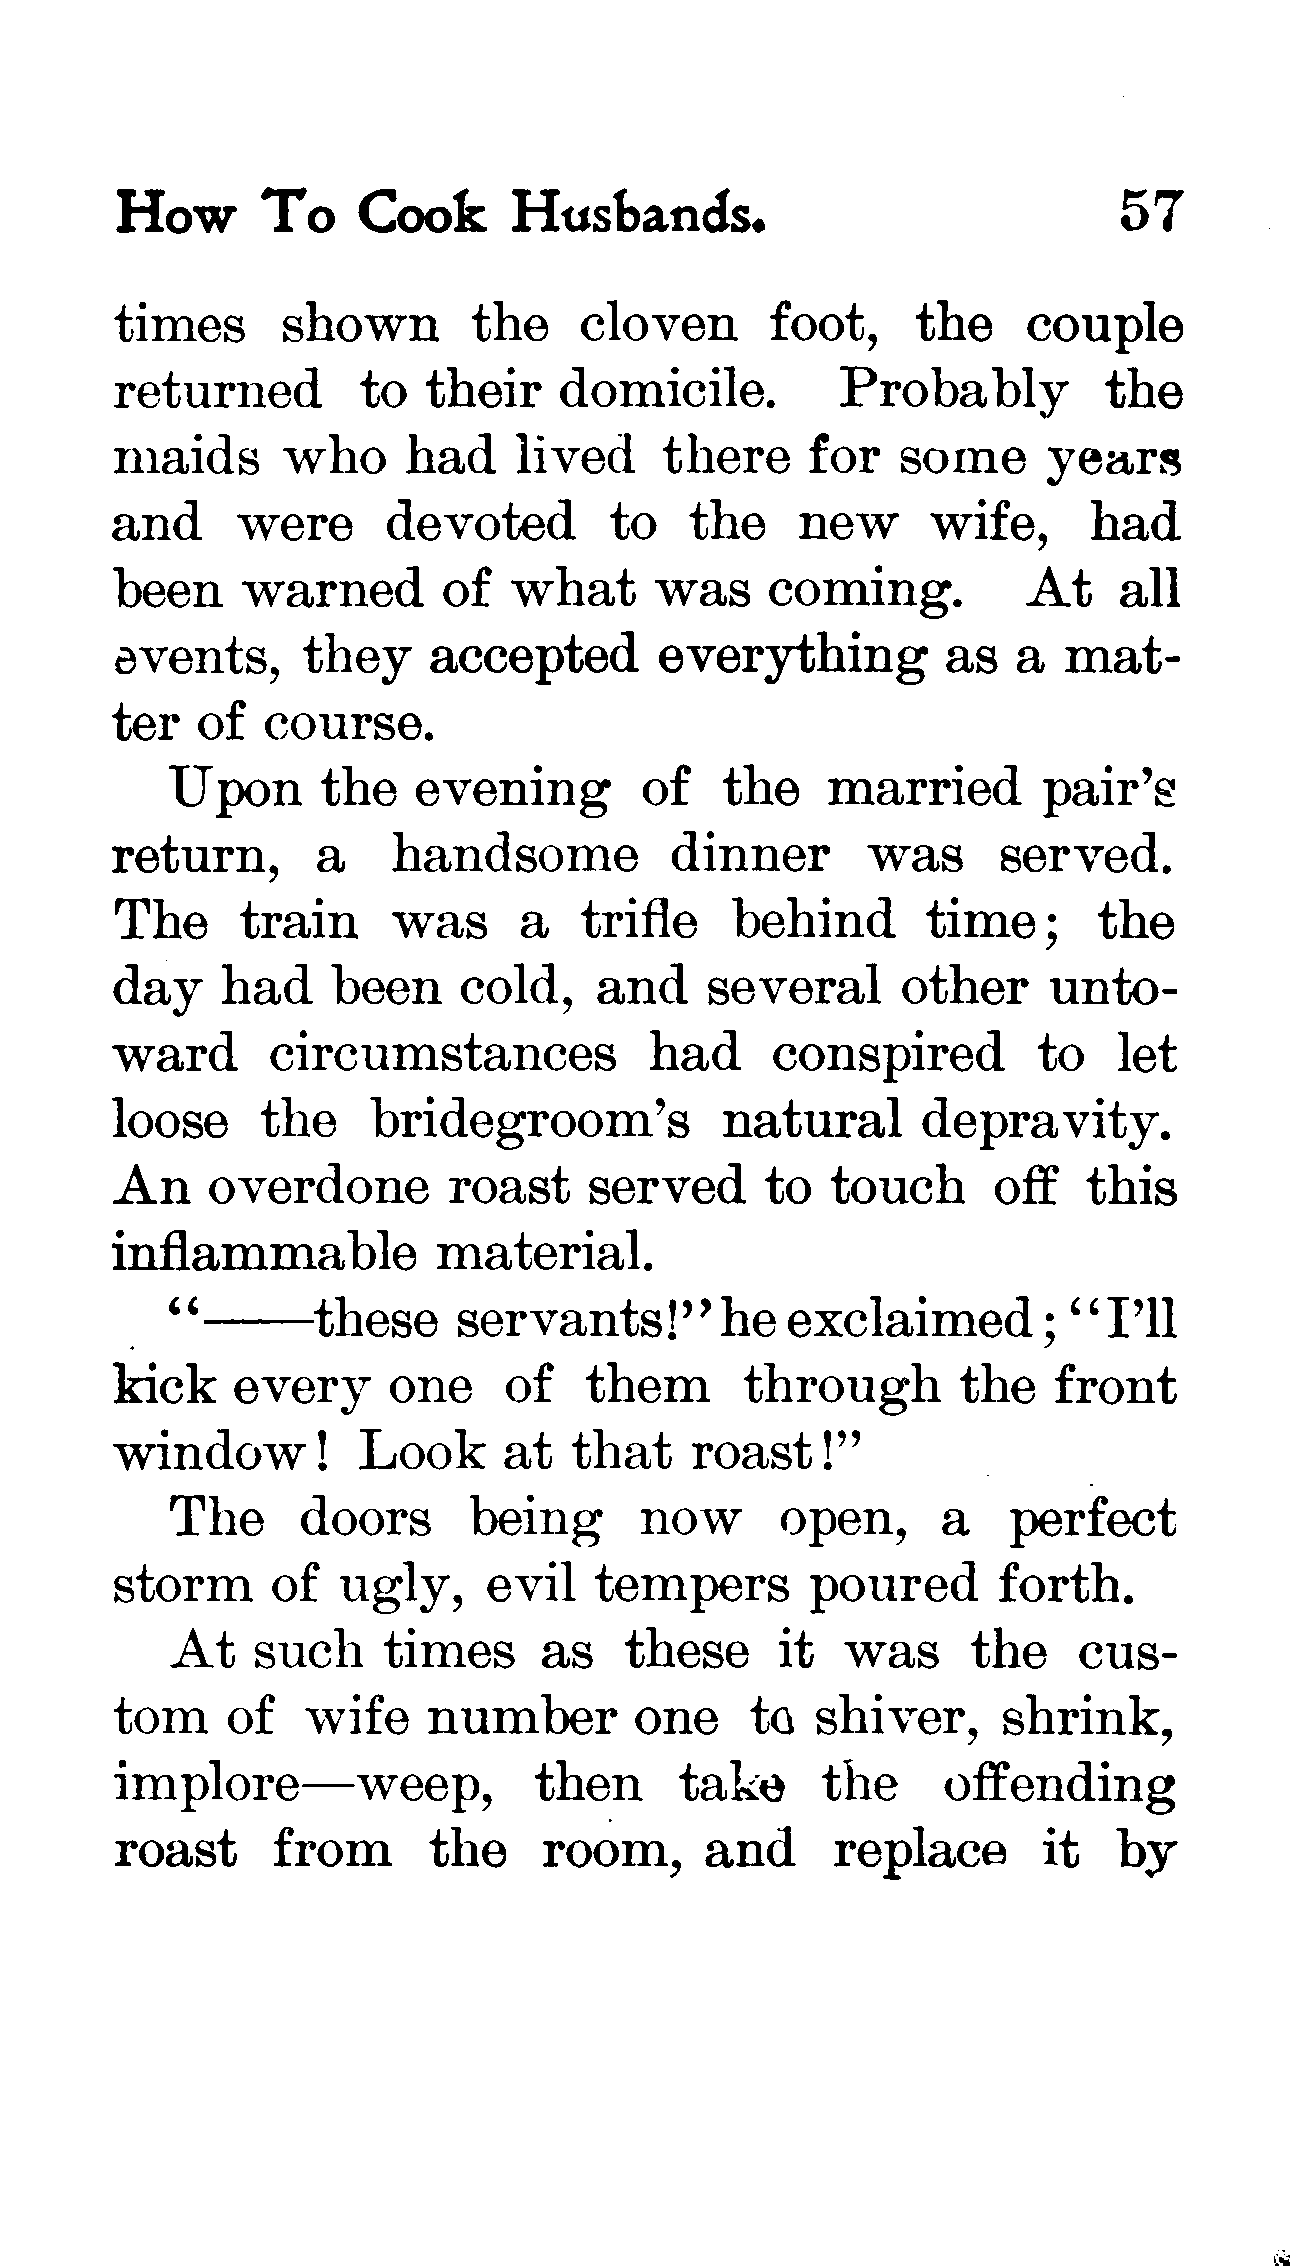 How To Cook Husbands. 57
times shown the cloven foot, the couple
returned to their domicile. Probably the
maids who had lived there for some years
and were devoted to the new wife, had
been warned of what was coming. At all
events, they accepted everything as a mat-
ter of course.
Upon the evening of the married pair's
return, a handsome dinner was served.
The train was a trifle behind time; the
day had been cold, and several other unto-
ward circumstances had conspired to let
loose the bridegroom's natural depravity.
An overdone roast served to touch off this
inflammable material.
"——these servants!" he exclaimed; "I'll
kick every one of them through the front
window! Look at that roast!"
The doors being now open, a perfect
storm of ugly, evil tempers poured forth.
At such times as these it was the cus-
tom of wife number one to shiver, shrink,
implore—weep, then take the offending
roast from the room, and replace it by